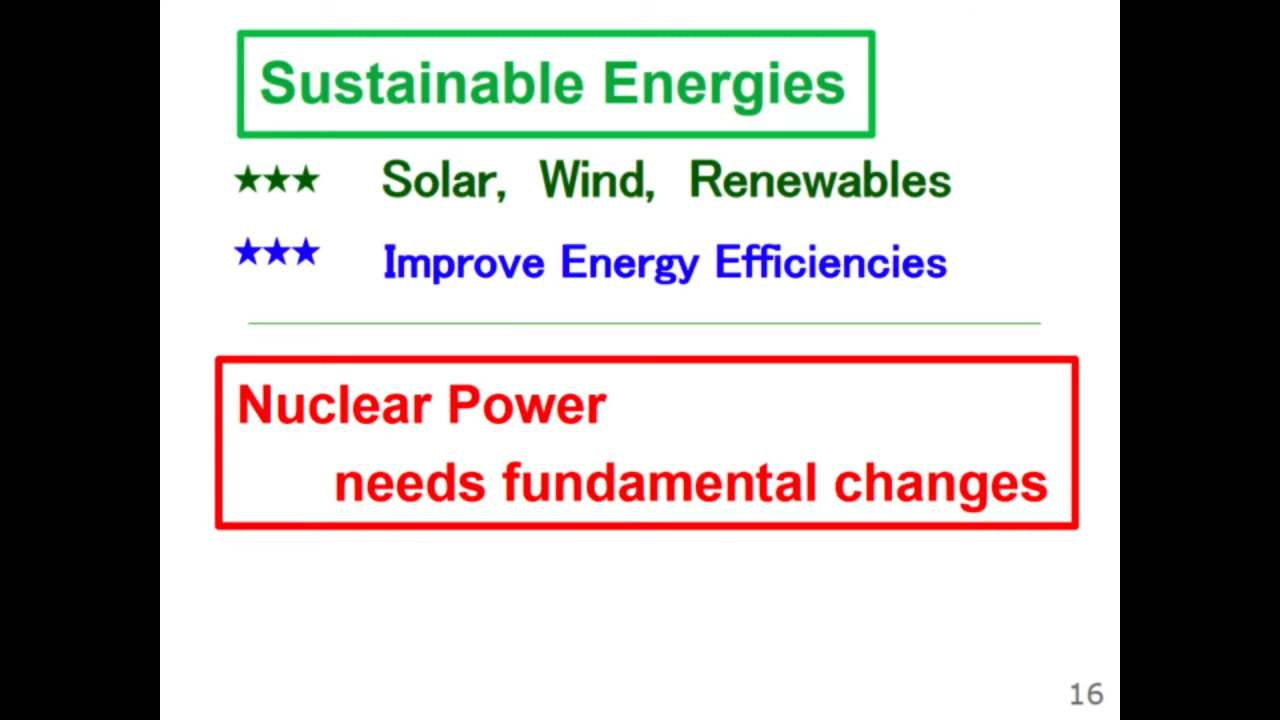 Sustainable Energies
★★★ Solar, Wind, Renewables
★★★ Improve Energy Efficiencies
Nuclear Power
needs fundamental changes
16